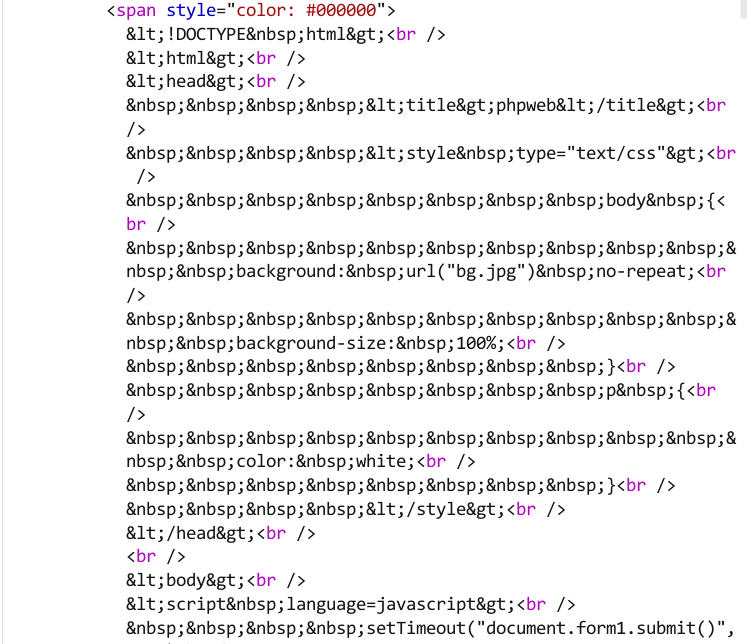 <span style="color: #000000">
&lt;!DOCTYPE&nbsp;html&gt;<br />
&lt;html&gt;<br />
&lt;head&gt;<br />
&nbsp;&nbsp;&nbsp;&nbsp;&lt;title&gt;phpweb&lt;/title&gt;<br
/>
&nbsp;&nbsp;&nbsp;&nbsp;&lt;style&nbsp;type="text/css"&gt;<br
/>
&nbsp;&nbsp;&nbsp;&nbsp;&nbsp;&nbsp;&nbsp;&nbsp;body&nbsp;{<
br />
&nbsp;&nbsp;&nbsp;&nbsp;&nbsp;&nbsp;&nbsp;&nbsp;&nbsp;&nbsp;&
nbsp;&nbsp;background:&nbsp;url("bg.jpg")&nbsp;no-repeat;<br
/>
&nbsp;&nbsp;&nbsp;&nbsp;&nbsp;&nbsp;&nbsp;&nbsp;&nbsp;&nbsp;&
nbsp;&nbsp;background-size:&nbsp;100%;<br />
&nbsp;&nbsp;&nbsp;&nbsp;&nbsp;&nbsp;&nbsp;&nbsp;}<br />
&nbsp;&nbsp;&nbsp;&nbsp;&nbsp;&nbsp;&nbsp;&nbsp;p&nbsp;{<br
/>
&nbsp;&nbsp;&nbsp;&nbsp;&nbsp;&nbsp;&nbsp;&nbsp;&nbsp;&nbsp;&
nbsp;&nbsp;color:&nbsp;white;<br />
&nbsp;&nbsp;&nbsp;&nbsp;&nbsp;&nbsp;&nbsp;&nbsp;}<br />
&nbsp;&nbsp;&nbsp;&nbsp;&lt;/style&gt;<br />
&lt;/head&gt;<br />
<br />
&lt;body&gt;<br />
&lt;script&nbsp;language=javascript&gt;<br />
&nbsp;&nbsp;&nbsp;&nbsp;setTimeout("document.form1.submit()",